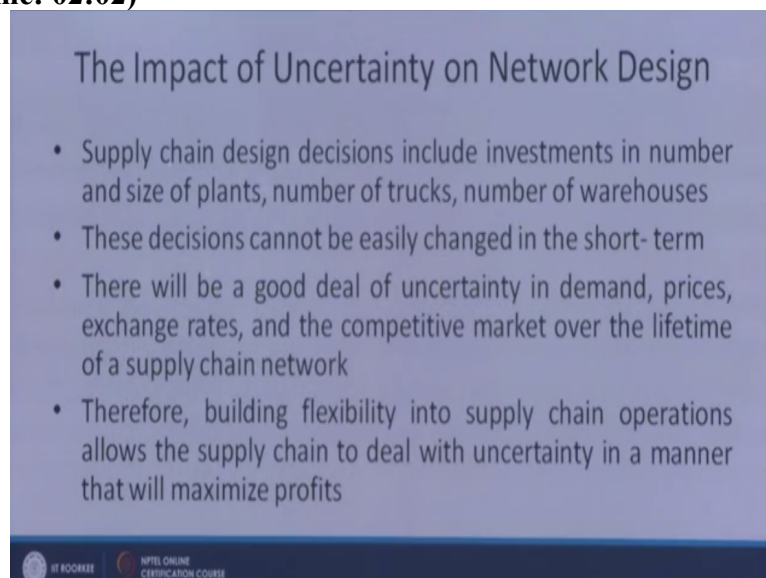 02:02)
The Impact of Uncertainty on Network Design
• Supply chain design decisions include investments in number
and size of plants, number of trucks, number of warehouses
• These decisions cannot be easily changed in the short- term
• There will be a good deal of uncertainty in demand, prices,
exchange rates, and the competitive market over the lifetime
of a supply chain network
• Therefore, building flexibility into supply chain operations
allows the supply chain to deal with uncertainty in a manner
that will maximize profits
IIT ROORKEE
NPTEL ONLINE
CERTIFICATION COURSE